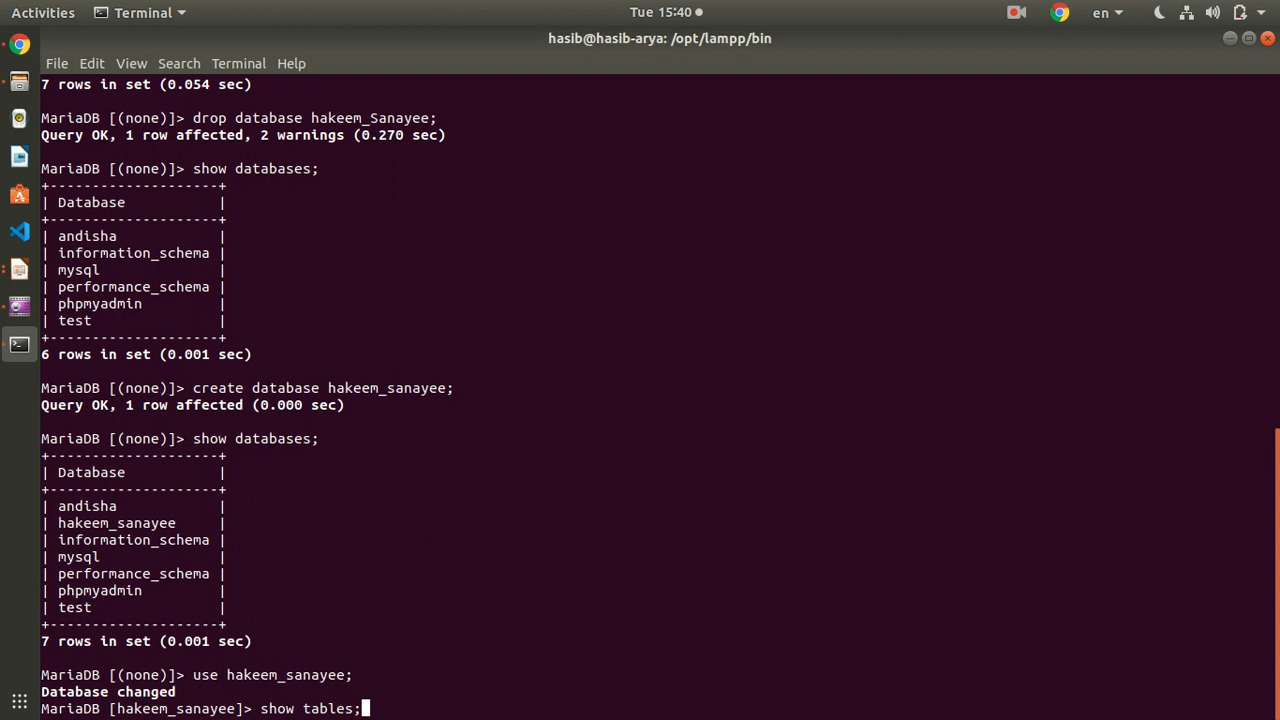 Activities Terminal Tue 15:40 en
hasib@hasib-arya: /opt/lampp/bin
File Edit View Search Terminal Help
7 rows in set (0.054 sec)
MariaDB [(none)]> drop database hakeem_Sanayee;
Query OK, 1 row affected, 2 warnings (0.270 sec)
MariaDB [(none)]> show databases;
+--------------------+
| Database           |
+--------------------+
| andisha            |
| information_schema |
| mysql              |
| performance_schema |
| phpmyadmin         |
| test               |
+--------------------+
6 rows in set (0.001 sec)
MariaDB [(none)]> create database hakeem_sanayee;
Query OK, 1 row affected (0.000 sec)
MariaDB [(none)]> show databases;
+--------------------+
| Database           |
+--------------------+
| andisha            |
| hakeem_sanayee     |
| information_schema |
| mysql              |
| performance_schema |
| phpmyadmin         |
| test               |
+--------------------+
7 rows in set (0.001 sec)
MariaDB [(none)]> use hakeem_sanayee;
Database changed
MariaDB [hakeem_sanayee]> show tables;